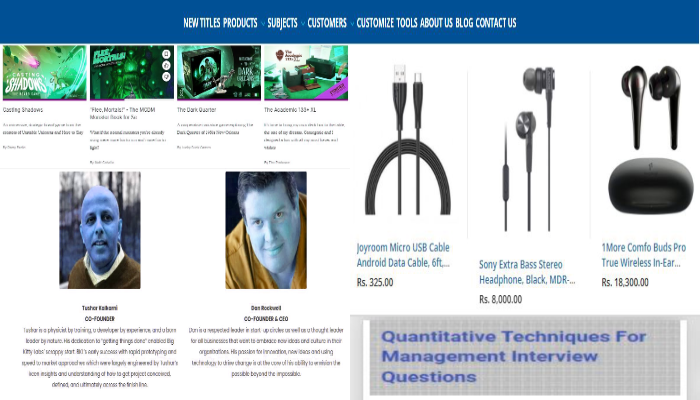 NEW TITLES PRODUCTS SUBJECTS CUSTOMERS CUSTOMIZE TOOLS ABOUT US BLOG CONTACT US
CASTING
SHADOWS
FLEE,
MORTALS!
DARK
Casting Shadows
"Flee, Mortals!" - The MCDM
Monster Book for 5e
The Dark Quarter
The Academic 130+ XL
Tushar Kulkarni
CO-FOUNDER
Tushar is a physicist by training, a developer by experience, and a born
leader by nature. His dedication to "getting things done" enabled Big
Kitty Labs' scrappy start. BKL's early success with rapid prototyping and
speed to market approaches which were largely engineered by Tushar's
keen insights and understanding of how to get project conceived,
defined, and ultimately across the finish line.
Dan Rockwell
CO-FOUNDER & CEO
Dan is a respected leader in start up circles as well as a thought leader
for all businesses that want to embrace new ideas and culture in their
organisations. His passion for innovation, new ideas and using
technology to drive change is at the core of his ability to envision the
possible beyond the impossible.
Joyroom Micro USB Cable
Android Data Cable, 6ft,...
Rs. 325.00
Sony Extra Bass Stereo
Headphone, Black, MDR-...
Rs. 8,000.00
1More Comfo Buds Pro
True Wireless In-Ear...
Rs. 18,300.00
Quantitative Techniques For
Management Interview
Questions